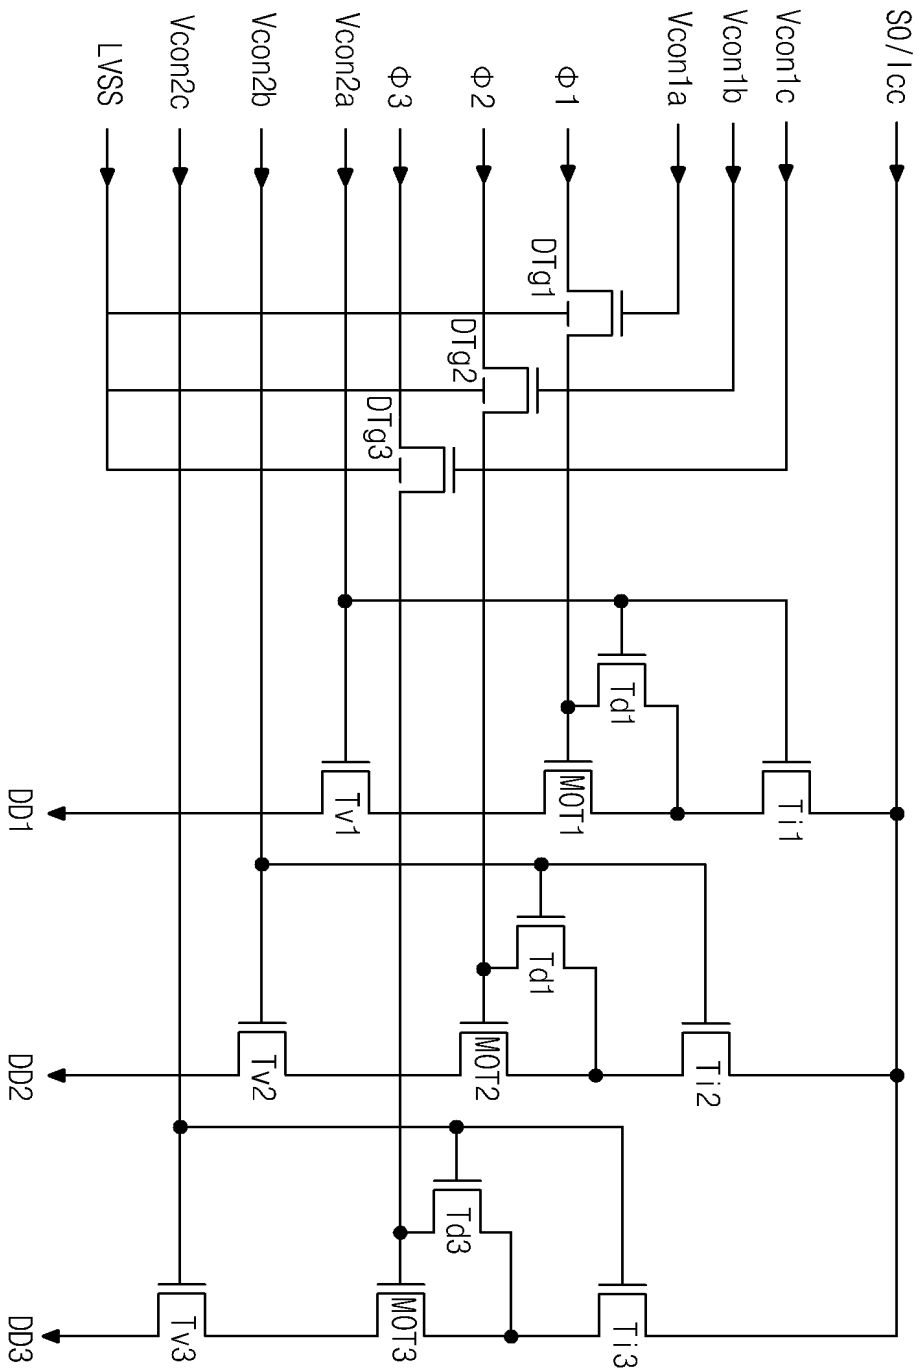 S0/Icc
Vcon1c
Ti1
Vcon1b
Ti2
Vcon1a
Td1
Ti3
Φ1
DTg1
MOT1
Td1
Φ2
DTg2
MOT2
Td3
Φ3
DTg3
MOT3
Vcon2a
Tv1
Vcon2b
Tv2
Vcon2c
Tv3
LVSS
DD1
DD2
DD3